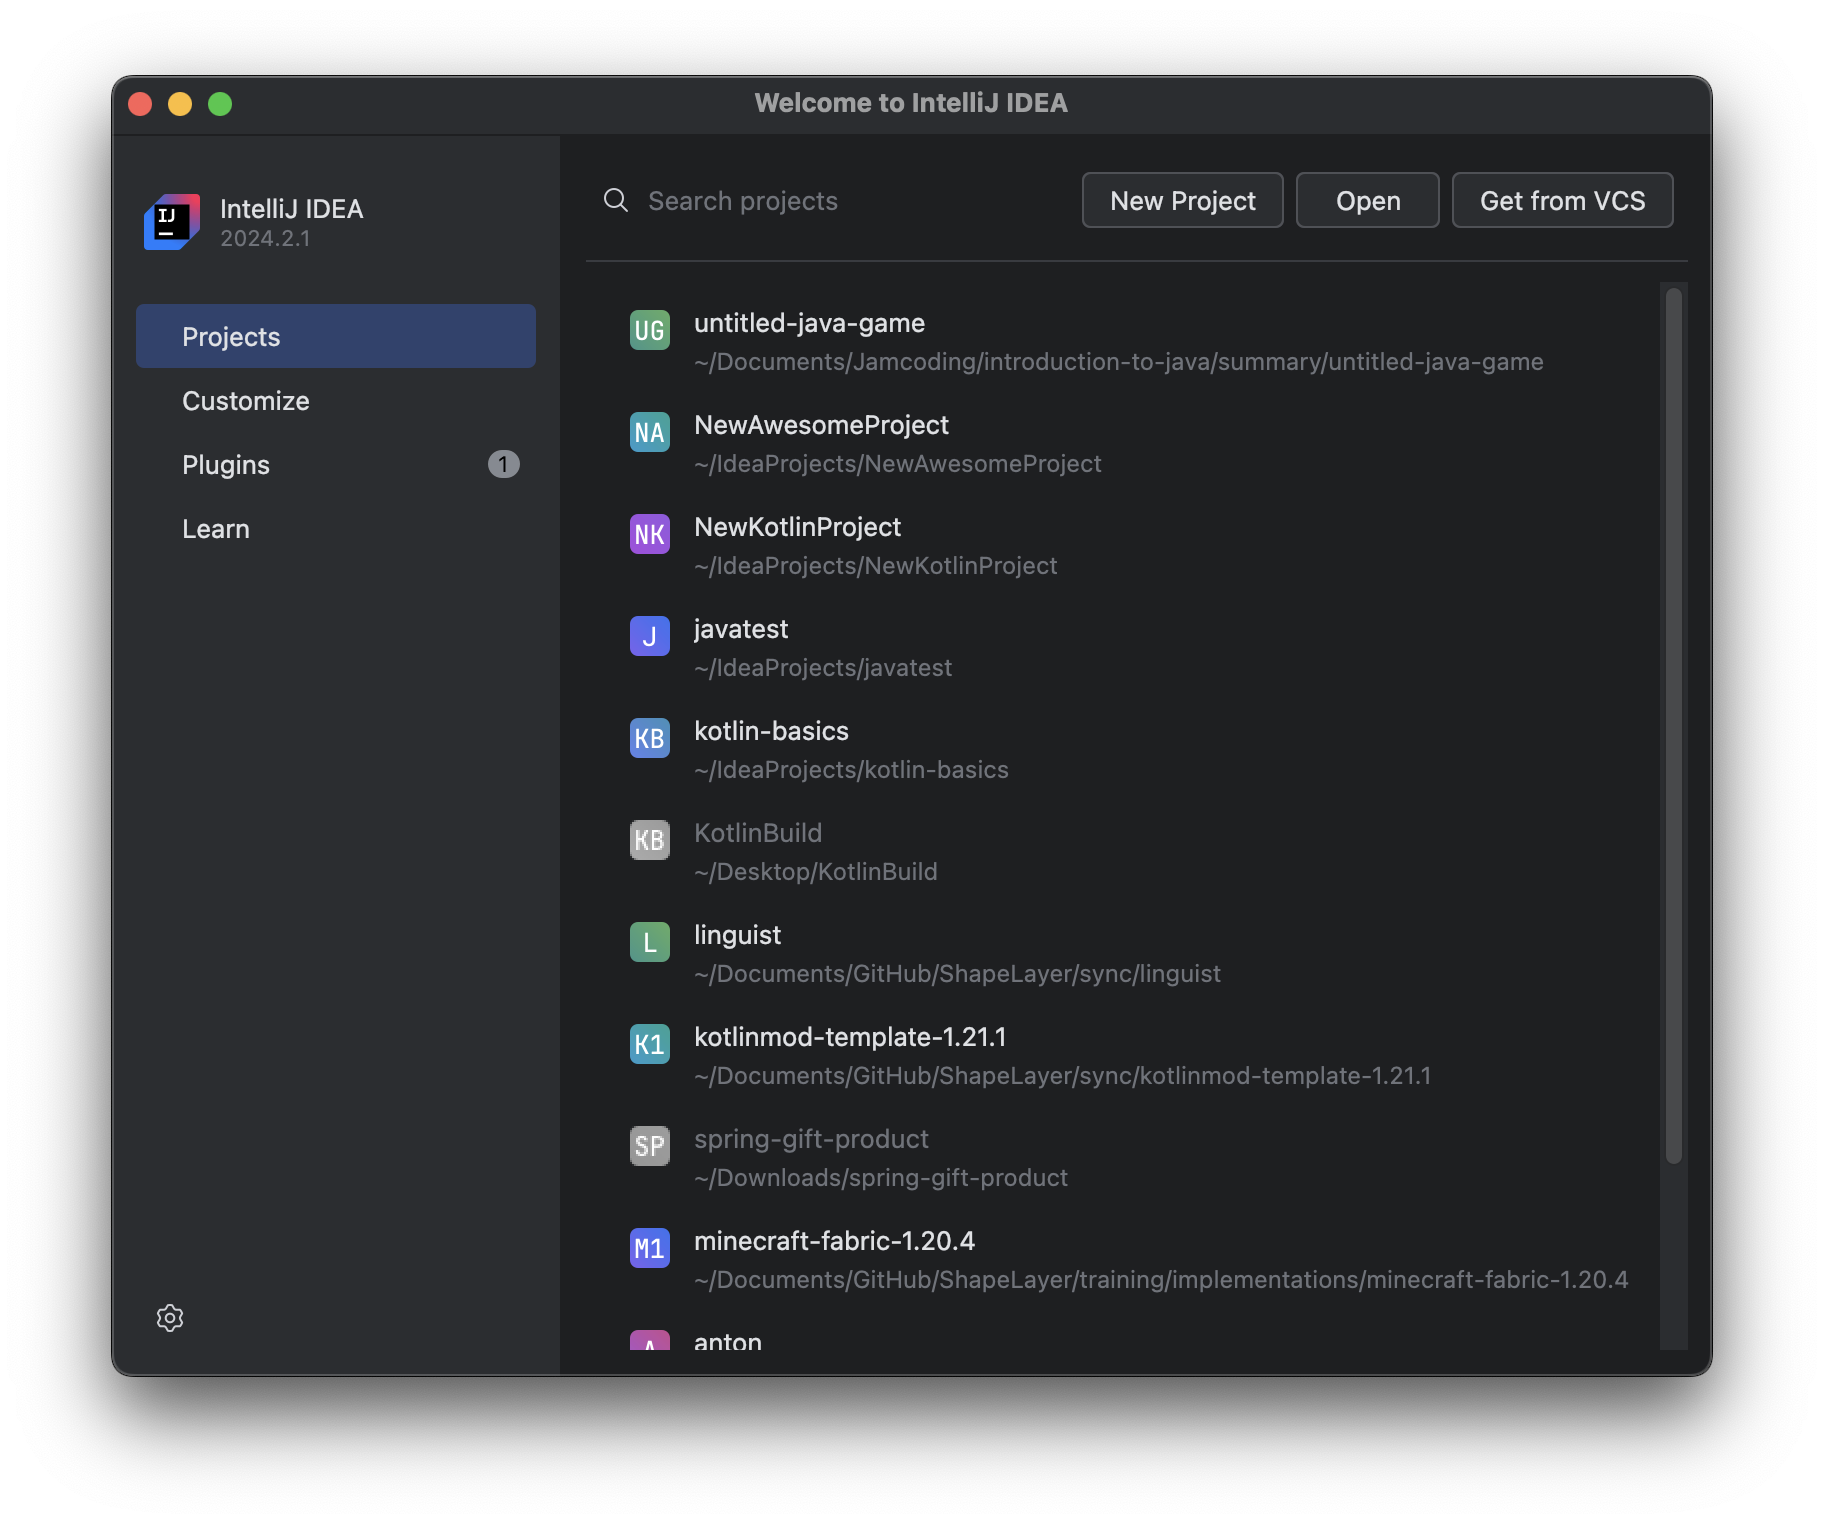 Welcome to IntelliJ IDEA
IJ
IntelliJ IDEA
2024.2.1
Projects
Customize
Plugins
1
Learn
Search projects
New Project
Open
Get from VCS
UG
untitled-java-game
~/Documents/Jamcoding/introduction-to-java/summary/untitled-java-game
NA
NewAwesomeProject
~/IdeaProjects/NewAwesomeProject
NK
NewKotlinProject
~/IdeaProjects/NewKotlinProject
J
javatest
~/IdeaProjects/javatest
KB
kotlin-basics
~/IdeaProjects/kotlin-basics
KB
KotlinBuild
~/Desktop/KotlinBuild
L
linguist
~/Documents/GitHub/ShapeLayer/sync/linguist
K1
kotlinmod-template-1.21.1
~/Documents/GitHub/ShapeLayer/sync/kotlinmod-template-1.21.1
SP
spring-gift-product
~/Downloads/spring-gift-product
M1
minecraft-fabric-1.20.4
~/Documents/GitHub/ShapeLayer/training/implementations/minecraft-fabric-1.20.4
A
anton